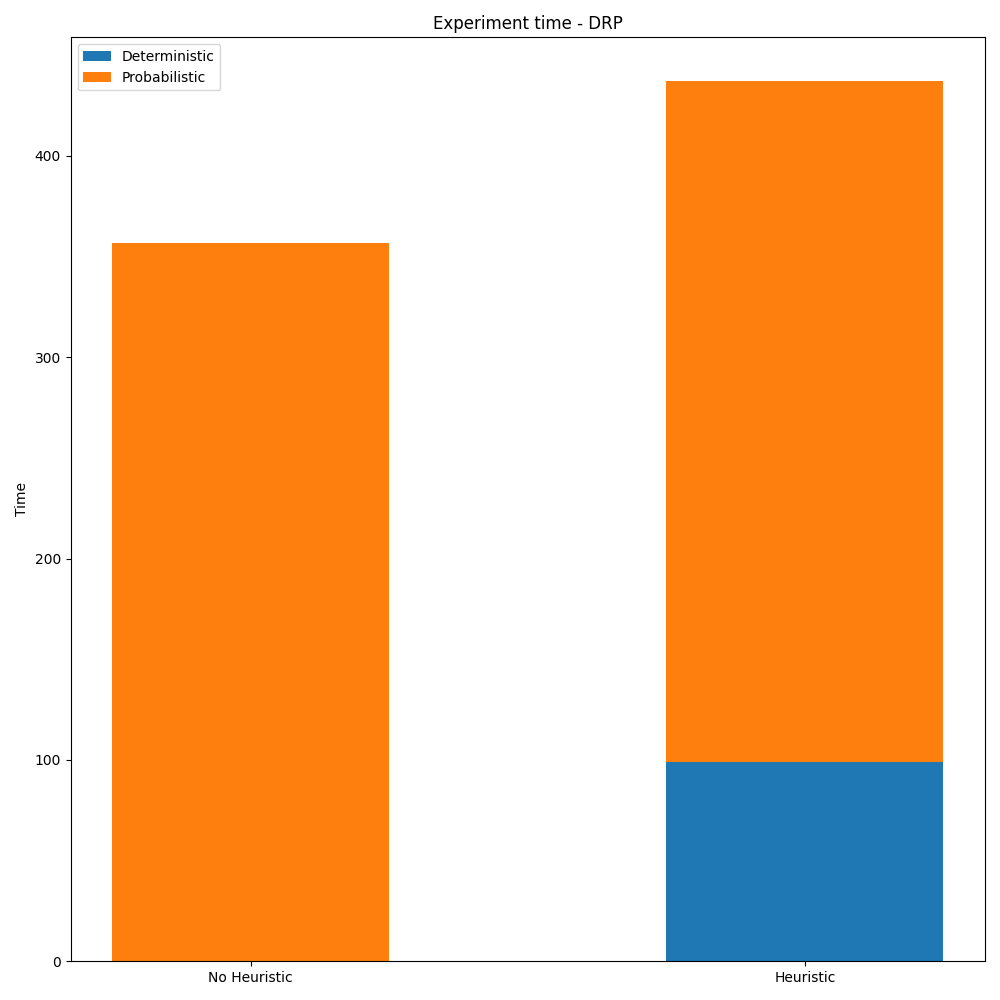 Experiment time - DRP
Deterministic
Probabilistic
400
300
200
100
0
Time
No Heuristic
Heuristic